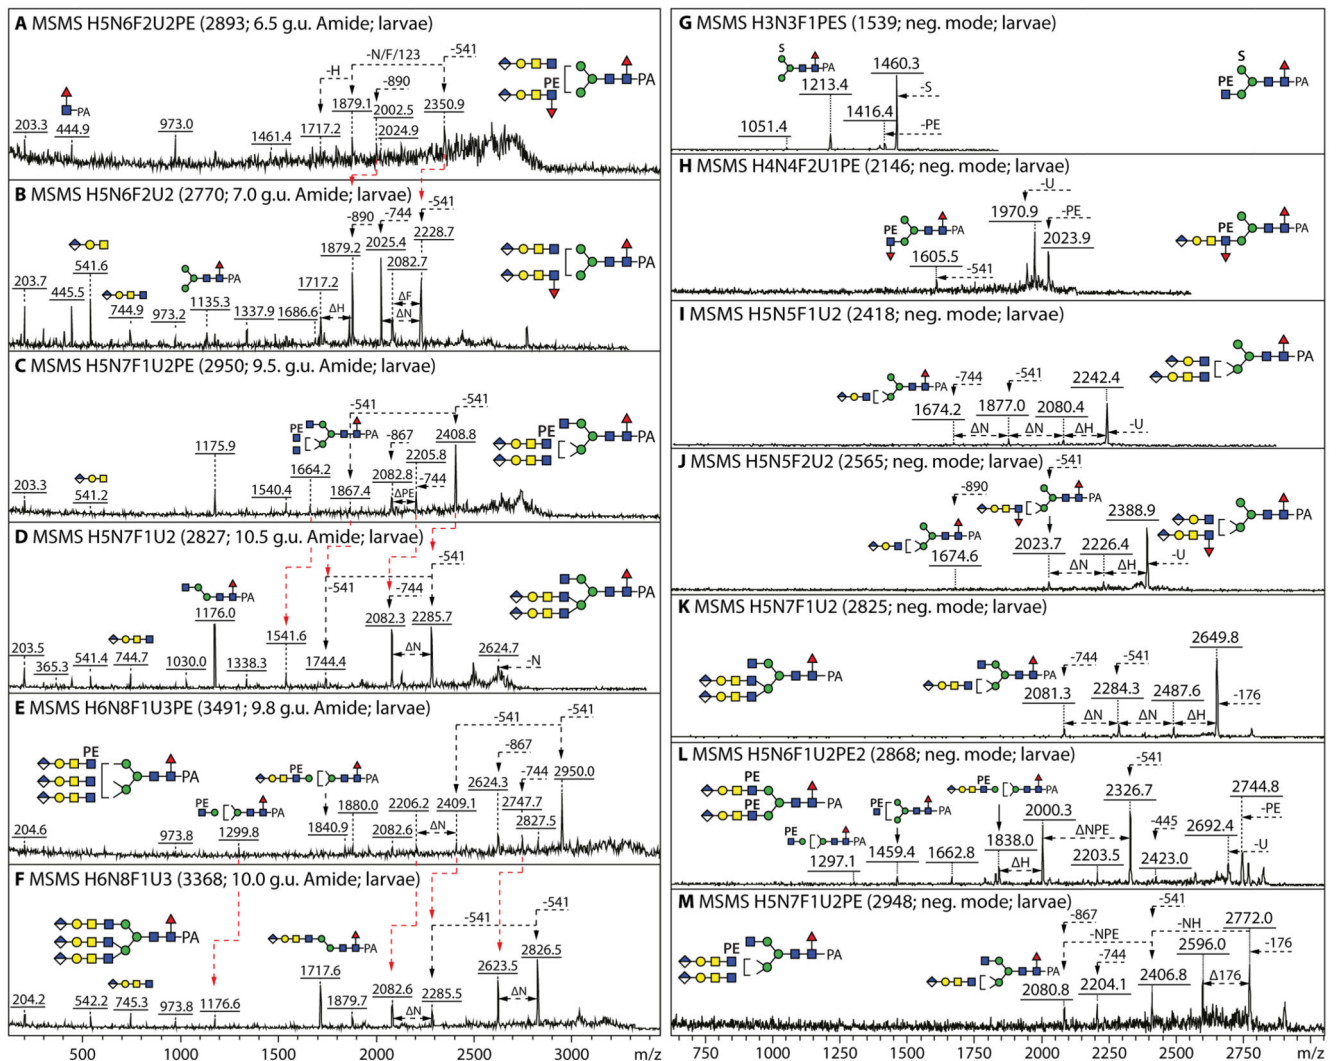 A MSMS H5N6F2U2PE (2893; 6.5 g.u. Amide; larvae)
-N/F/123
-541
-H
-890
PE
PA
PA
203.3
444.9
973.0
1461.4
1717.2
1879.1
2002.5
2024.9
2350.9
B MSMS H5N6F2U2 (2770; 7.0 g.u. Amide; larvae)
-890
-744
-541
PA
PA
203.7
445.5
541.6
744.9
973.2
1135.3
1337.9
1686.6
1717.2
1879.2
2025.4
2082.7
2228.7
ΔH
ΔF
ΔN
C MSMS H5N7F1U2PE (2950; 9.5. g.u. Amide; larvae)
-541
-541
-867
-744
PE
PA
PE
PA
203.3
541.2
1175.9
1540.4
1664.2
1867.4
2082.8
2205.8
2408.8
ΔPE
D MSMS H5N7F1U2 (2827; 10.5 g.u. Amide; larvae)
-541
-541
-744
PA
PA
203.5
365.3
541.4
744.7
1030.0
1176.0
1338.3
1541.6
1744.4
2082.3
2285.7
2624.7
ΔN
-N
E MSMS H6N8F1U3PE (3491; 9.8 g.u. Amide; larvae)
-541
-541
-867
-744
PE
PA
PE
PA
PE
PA
204.6
973.8
1299.8
1840.9
1880.0
2082.6
2206.2
2409.1
2624.3
2747.7
2827.5
2950.0
ΔN
F MSMS H6N8F1U3 (3368; 10.0 g.u. Amide; larvae)
-541
-541
PA
PA
204.2
542.2
745.3
973.8
1176.6
1717.6
1879.7
2082.6
2285.5
2623.5
2826.5
ΔN
ΔN
500
1000
1500
2000
2500
3000
m/z
G MSMS H3N3F1PES (1539; neg. mode; larvae)
S
PA
S
PE
PA
1051.4
1213.4
1416.4
1460.3
-S
-PE
H MSMS H4N4F2U1PE (2146; neg. mode; larvae)
-U
-PE
PE
PA
PE
PA
1605.5
1970.9
2023.9
-541
I MSMS H5N5F1U2 (2418; neg. mode; larvae)
-744
-541
PA
PA
1674.2
1877.0
2080.4
2242.4
ΔN
ΔN
ΔH
-U
J MSMS H5N5F2U2 (2565; neg. mode; larvae)
-541
-890
PA
PA
PA
1674.6
2023.7
2226.4
2388.9
ΔN
ΔH
-U
K MSMS H5N7F1U2 (2825; neg. mode; larvae)
-744
-541
PA
PA
2081.3
2284.3
2487.6
2649.8
ΔN
ΔN
ΔH
-176
L MSMS H5N6F1U2PE2 (2868; neg. mode; larvae)
-541
-445
PE
PE
PA
PE
PA
PE
PA
PE
PA
1297.1
1459.4
1662.8
1838.0
2000.3
2203.5
2326.7
2423.0
2692.4
2744.8
ΔH
ΔNPE
-PE
-U
M MSMS H5N7F1U2PE (2948; neg. mode; larvae)
-541
-867
-NH
-NPE
-744
PE
PA
PA
2080.8
2204.1
2406.8
2596.0
2772.0
Δ176
-176
750
1000
1250
1500
1750
2000
2250
2500
m/z